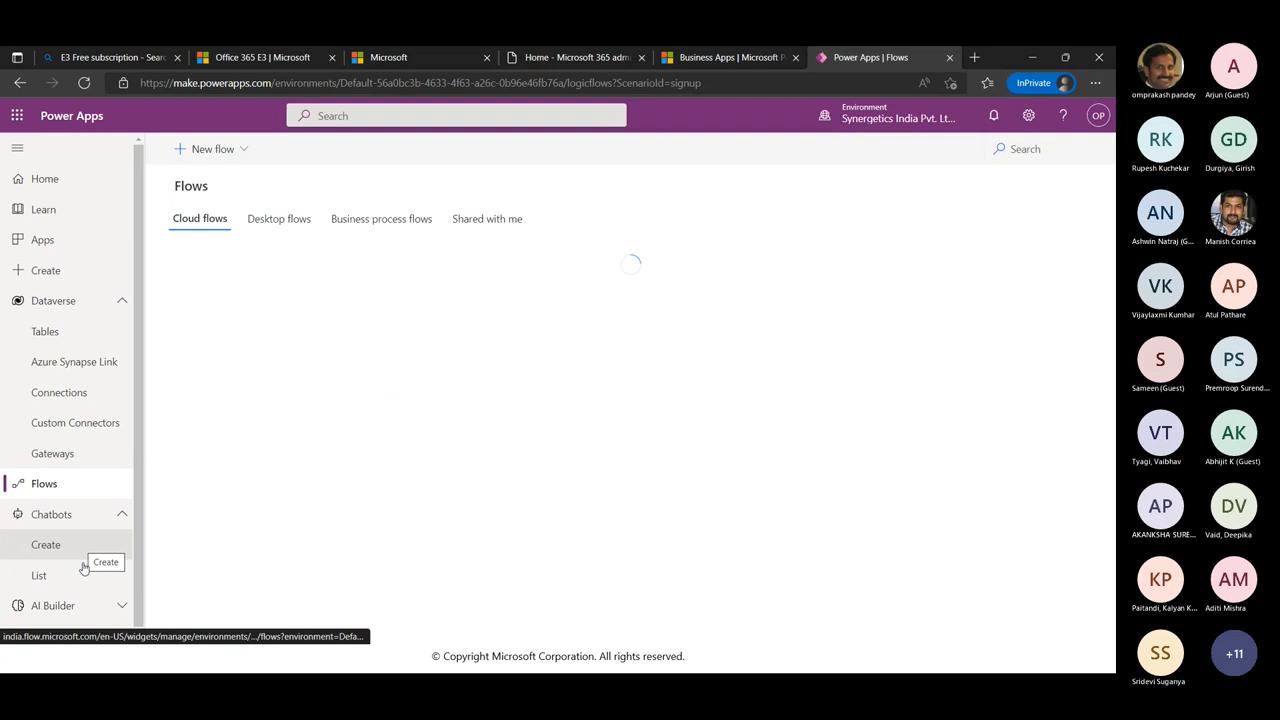 E3 Free subscription - Sear
Office 365 E3 | Microsoft
Microsoft
Home - Microsoft 365 adm
Business Apps | Microsoft P
Power Apps | Flows
https://make.powerapps.com/environments/Default-56a0bc3b-4633-4f63-a26c-0b96e46fb76a/logicflows?ScenarioId=signup
InPrivate
Power Apps
Search
Environment
Synergetics India Pvt. Lt...
OP
New flow
Search
Home
Learn
Apps
Create
Dataverse
Tables
Azure Synapse Link
Connections
Custom Connectors
Gateways
Flows
Chatbots
Create
Create
List
AI Builder
Flows
Cloud flows
Desktop flows
Business process flows
Shared with me
india.flow.microsoft.com/en-US/widgets/manage/environments/.../flows?environment=Defa...
© Copyright Microsoft Corporation. All rights reserved.
omprakash pandey
A
Arjun (Guest)
RK
Rupesh Kuchekar
GD
Durgiya, Girish
AN
Ashwin Natraj (G...
Manish Corriea
VK
Vijaylaxmi Kumhar
AP
Atul Pathare
S
Sameen (Guest)
PS
Premroop Surend...
VT
Tyagi, Vaibhav
AK
Abhijit K (Guest)
AP
AKANKSHA SURE...
DV
Vaid, Deepika
KP
Paitandi, Kalyan K...
AM
Aditi Mishra
SS
Sridevi Suganya
+11